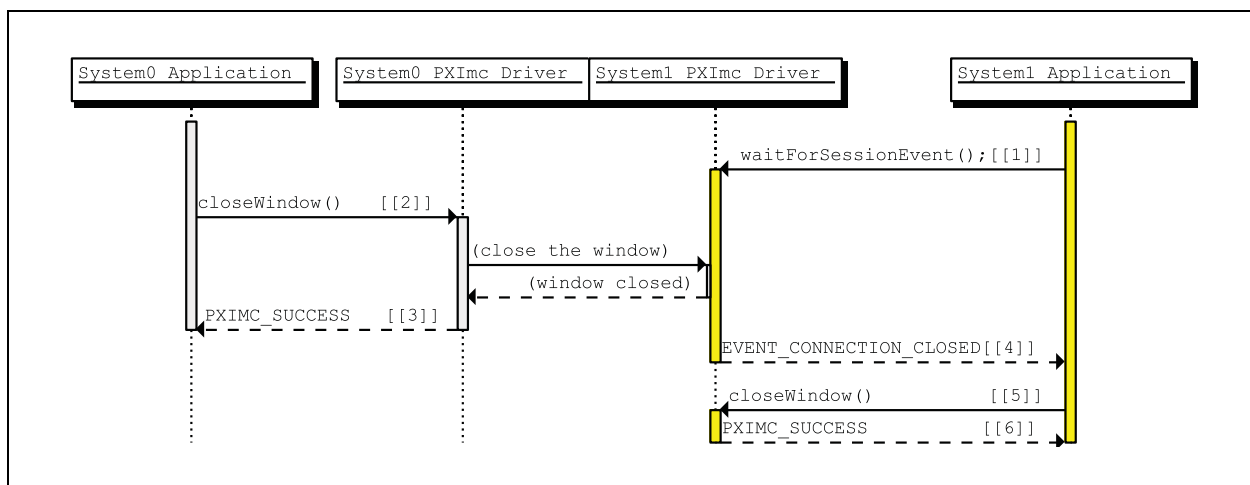 System0 Application
System0 PXImc Driver
System1 PXImc Driver
System1 Application
waitForSessionEvent();[[1]]
closeWindow() [[2]]
(close the window)
(window closed)
PXIMC_SUCCESS [[3]]
EVENT_CONNECTION_CLOSED[[4]]
closeWindow() [[5]]
PXIMC_SUCCESS [[6]]